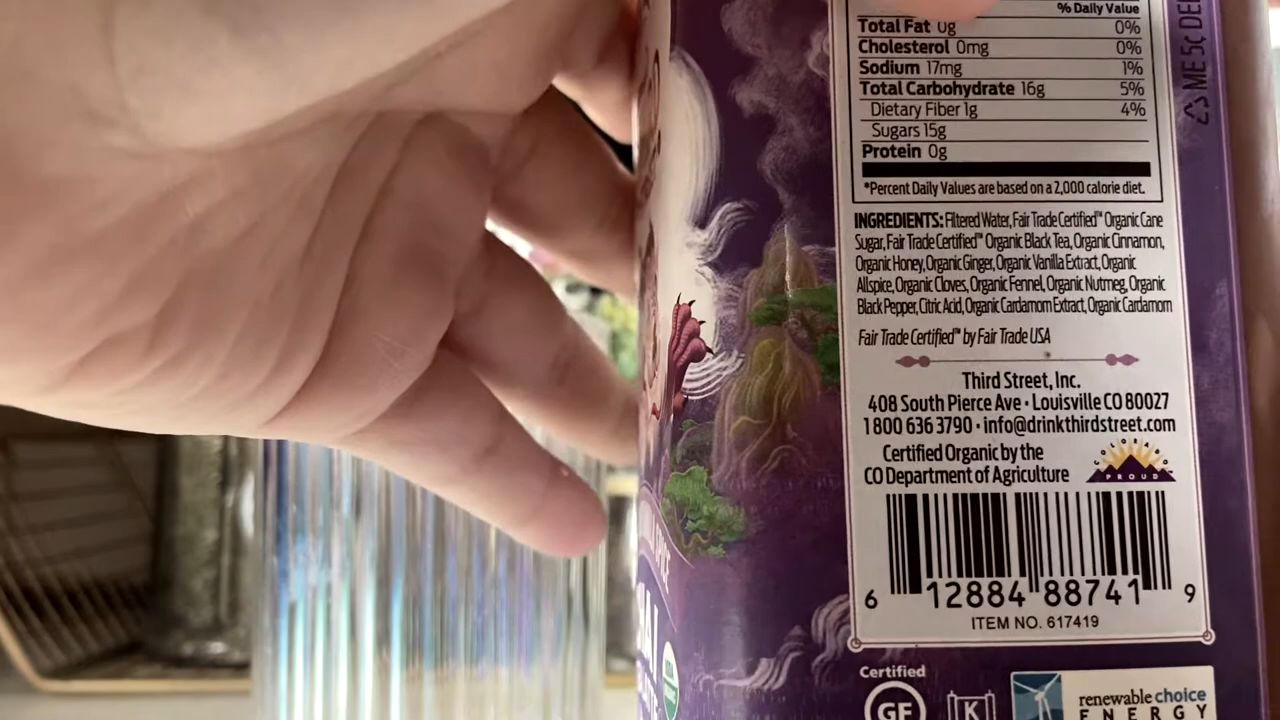 % Daily Value
Total Fat 0g 0%
Cholesterol 0mg 0%
Sodium 17mg 1%
Total Carbohydrate 16g 5%
Dietary Fiber 1g 4%
Sugars 15g
Protein 0g
*Percent Daily Values are based on a 2,000 calorie diet.
INGREDIENTS: Filtered Water, Fair Trade Certified™ Organic Cane
Sugar, Fair Trade Certified™ Organic Black Tea, Organic Cinnamon,
Organic Honey, Organic Ginger, Organic Vanilla Extract, Organic
Allspice, Organic Cloves, Organic Fennel, Organic Nutmeg, Organic
Black Pepper, Citric Acid, Organic Cardamom Extract, Organic Cardamom
Fair Trade Certified™ by Fair Trade USA
Third Street, Inc.
408 South Pierce Ave • Louisville CO 80027
1 800 636 3790 • info@drinkthirdstreet.com
Certified Organic by the
CO Department of Agriculture
COLORADO
PROUD
6 12884 88741 9
ITEM NO. 617419
Certified
GF
K
renewable choice
ENERGY
ME 5¢
SPICE